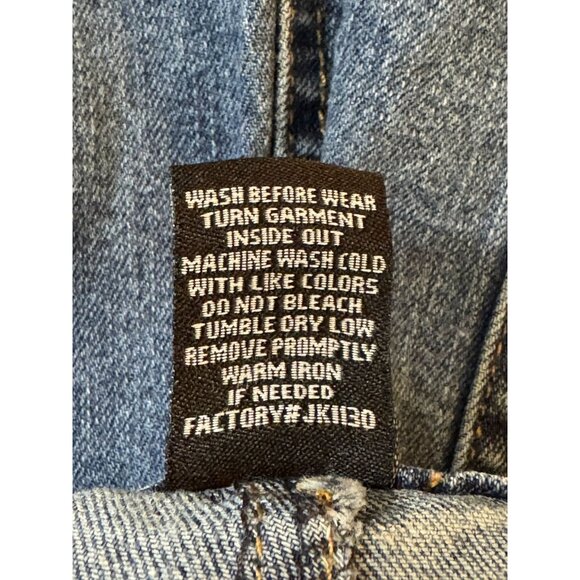 WASH BEFORE WEAR
TURN GARMENT
INSIDE OUT
MACHINE WASH COLD
WITH LIKE COLORS
DO NOT BLEACH
TUMBLE DRY LOW
REMOVE PROMPTLY
WARM IRON
IF NEEDED
FACTORY#JK1130